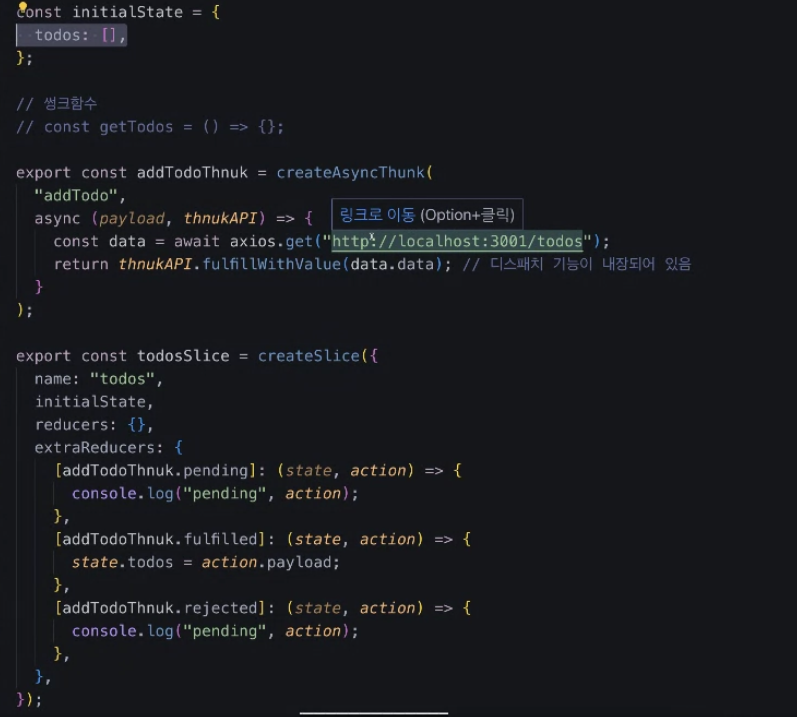 const initialState = {
  todos: [],
};

// 썽크함수
// const getTodos = () => {};

export const addTodoThnuk = createAsyncThunk(
  "addTodo",
  async (payload, thnukAPI) => {
링크로 이동 (Option+클릭)
    const data = await axios.get("http://localhost:3001/todos");
    return thnukAPI.fulfillWithValue(data.data); // 디스패치 기능이 내장되어 있음
  }
);

export const todosSlice = createSlice({
  name: "todos",
  initialState,
  reducers: {},
  extraReducers: {
    [addTodoThnuk.pending]: (state, action) => {
      console.log("pending", action);
    },
    [addTodoThnuk.fulfilled]: (state, action) => {
      state.todos = action.payload;
    },
    [addTodoThnuk.rejected]: (state, action) => {
      console.log("pending", action);
    },
  },
});